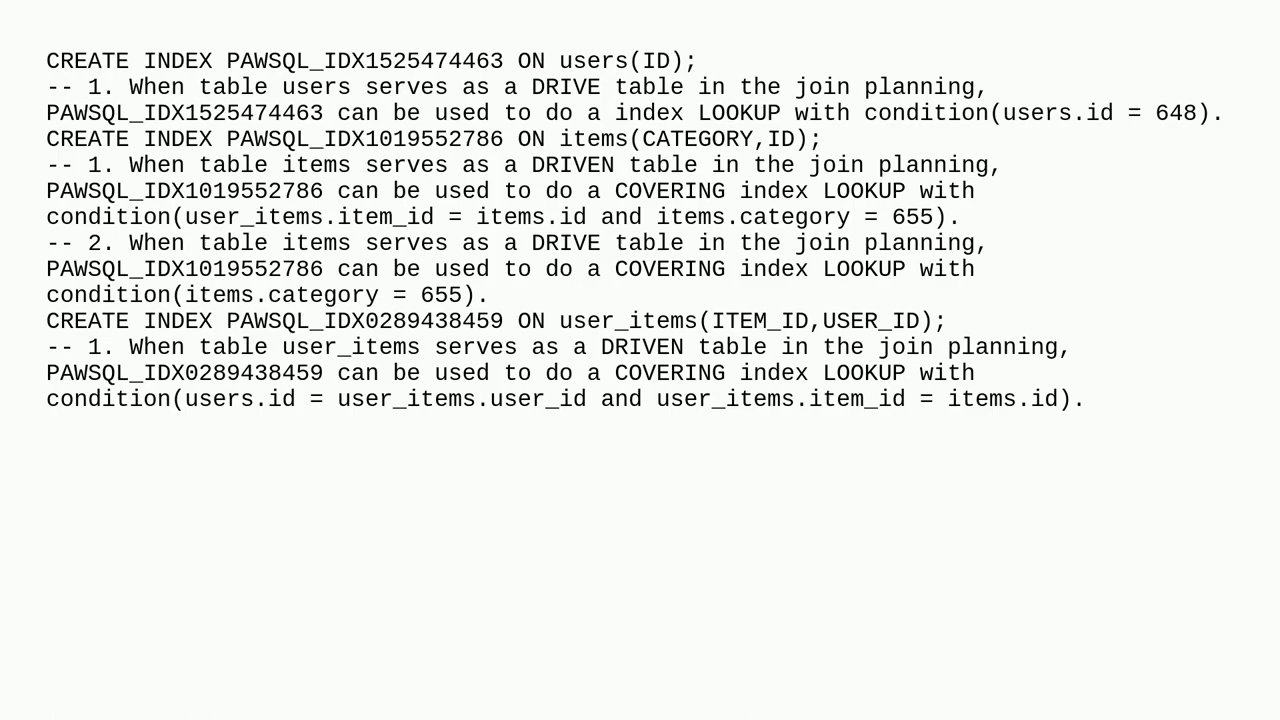 CREATE INDEX PAWSQL_IDX1525474463 ON users(ID);
-- 1. When table users serves as a DRIVE table in the join planning,
PAWSQL_IDX1525474463 can be used to do a index LOOKUP with condition(users.id = 648).
CREATE INDEX PAWSQL_IDX1019552786 ON items(CATEGORY,ID);
-- 1. When table items serves as a DRIVEN table in the join planning,
PAWSQL_IDX1019552786 can be used to do a COVERING index LOOKUP with
condition(user_items.item_id = items.id and items.category = 655).
-- 2. When table items serves as a DRIVE table in the join planning,
PAWSQL_IDX1019552786 can be used to do a COVERING index LOOKUP with
condition(items.category = 655).
CREATE INDEX PAWSQL_IDX0289438459 ON user_items(ITEM_ID,USER_ID);
-- 1. When table user_items serves as a DRIVEN table in the join planning,
PAWSQL_IDX0289438459 can be used to do a COVERING index LOOKUP with
condition(users.id = user_items.user_id and user_items.item_id = items.id).